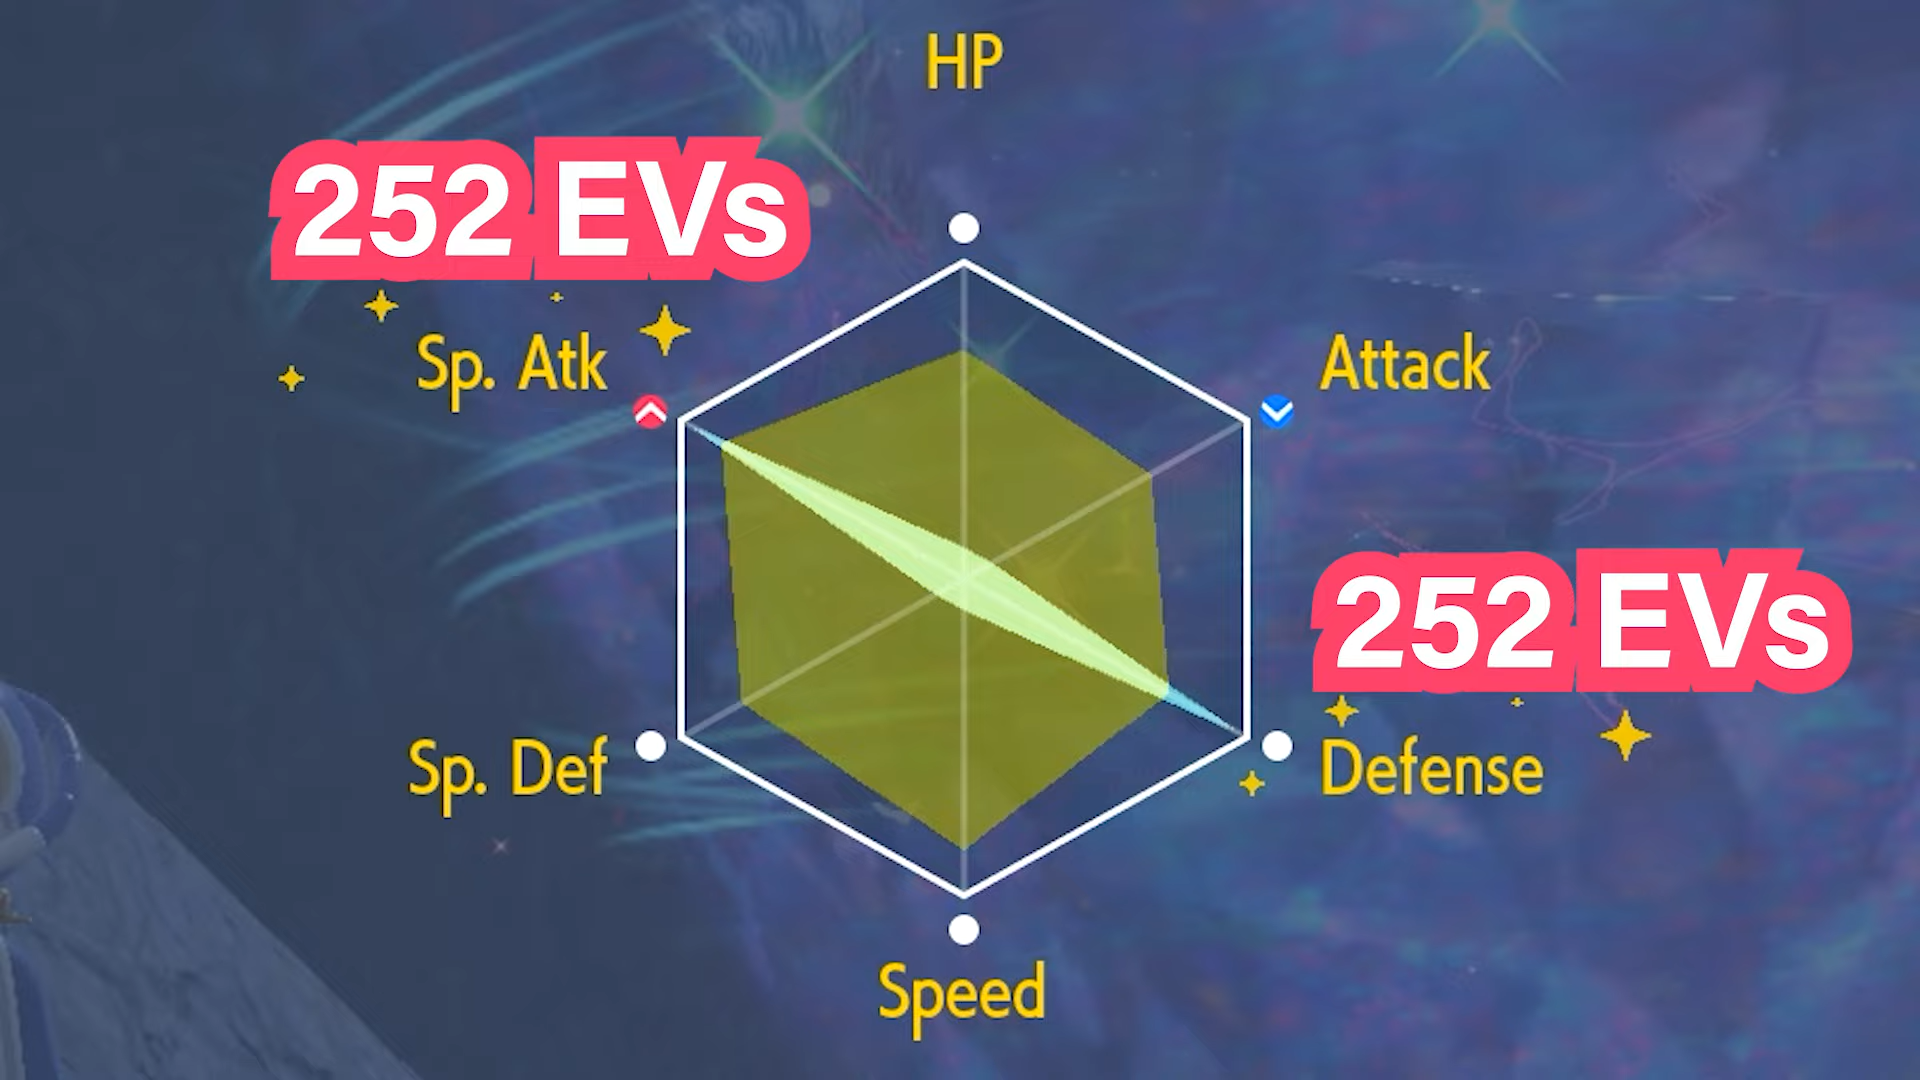 HP
252 EVs
Sp. Atk
Attack
252 EVs
Sp. Def
Defense
Speed